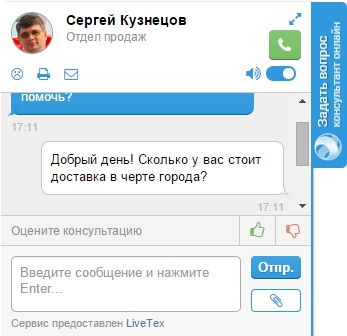 Сергей Кузнецов
Отдел продаж
помочь?
17:11
Добрый день! Сколько у вас стоит
доставка в черте города?
17:11
Оцените консультацию
Введите сообщение и нажмите
Enter...
Отпр.
Сервис предоставлен LiveTex
Задать вопрос
консультант онлайн